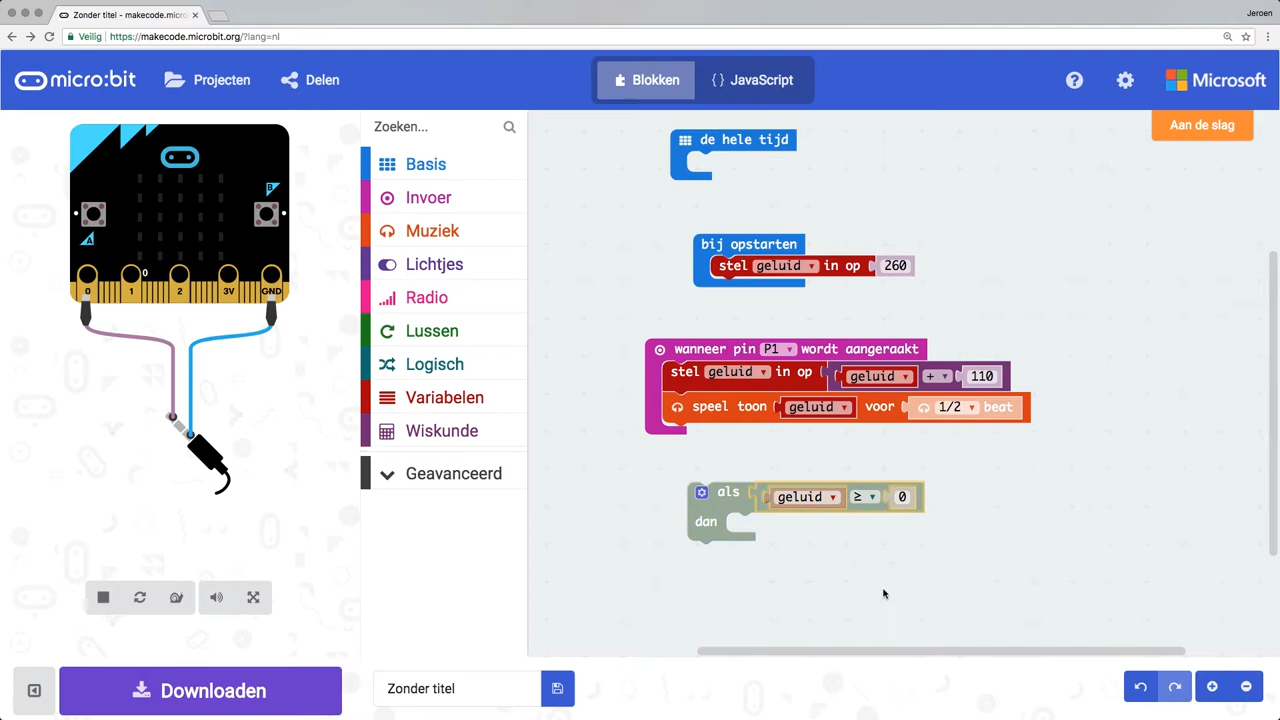 Zonder titel - makecode.micro:
Jeroen
Veilig
https://makecode.microbit.org/?lang=nl
micro:bit
Projecten
Delen
Blokken
{ } JavaScript
?
Microsoft
Zoeken...
Aan de slag
Basis
Invoer
Muziek
Lichtjes
Radio
Lussen
Logisch
Variabelen
Wiskunde
Geavanceerd
B
A
0
0 1 2 3V GND
de hele tijd
bij opstarten
stel geluid in op 260
wanneer pin P1 wordt aangeraakt
stel geluid in op geluid + 110
speel toon geluid voor 1/2 beat
als geluid ≥ 0
dan
Downloaden
Zonder titel